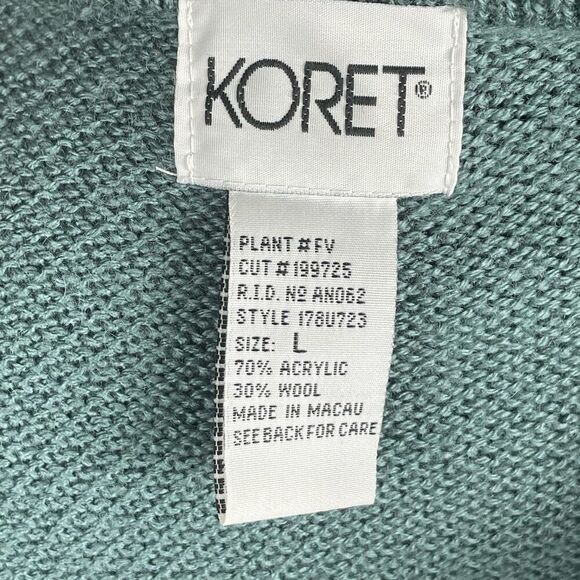 KORET®
PLANT # FV
CUT # 199725
R.I.D. Nº AN062
STYLE 178U723
SIZE: L
70% ACRYLIC
30% WOOL
MADE IN MACAU
SEE BACK FOR CARE